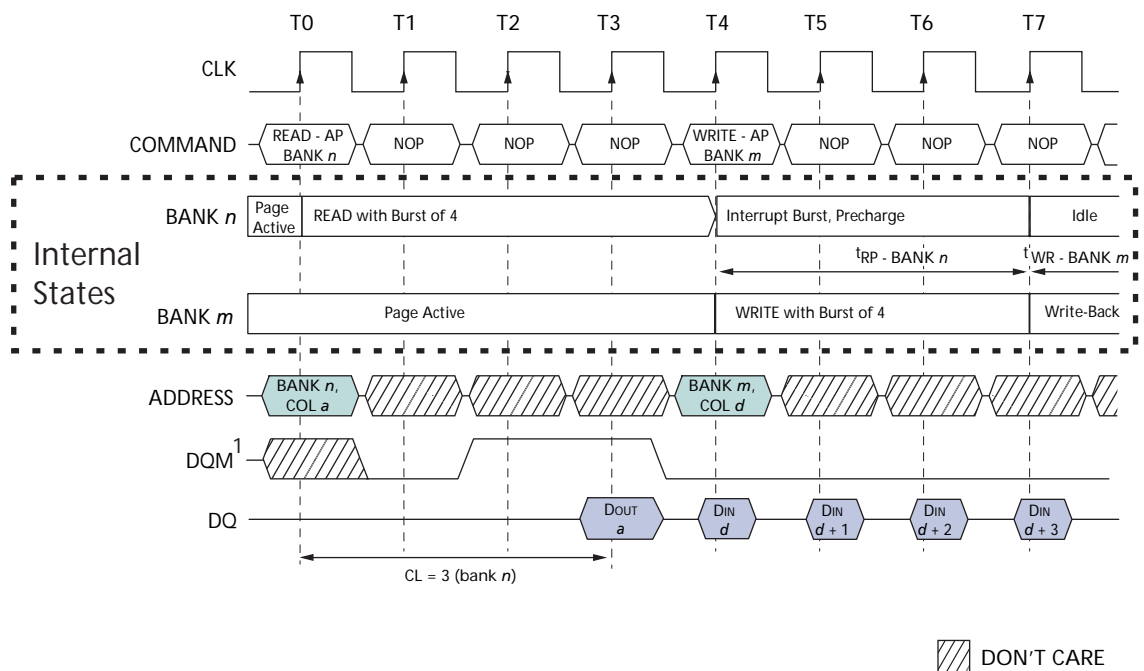 T0 T1 T2 T3 T4 T5 T6 T7
CLK
COMMAND
READ - AP
BANK n
NOP
NOP
NOP
WRITE - AP
BANK m
NOP
NOP
NOP
Internal
States
BANK n
Page
Active
READ with Burst of 4
Interrupt Burst, Precharge
Idle
tRP - BANK n
tWR - BANK m
BANK m
Page Active
WRITE with Burst of 4
Write-Back
ADDRESS
BANK n,
COL a
BANK m,
COL d
DQM1
DQ
DOUT
a
DIN
d
DIN
d + 1
DIN
d + 2
DIN
d + 3
CL = 3 (bank n)
DON'T CARE